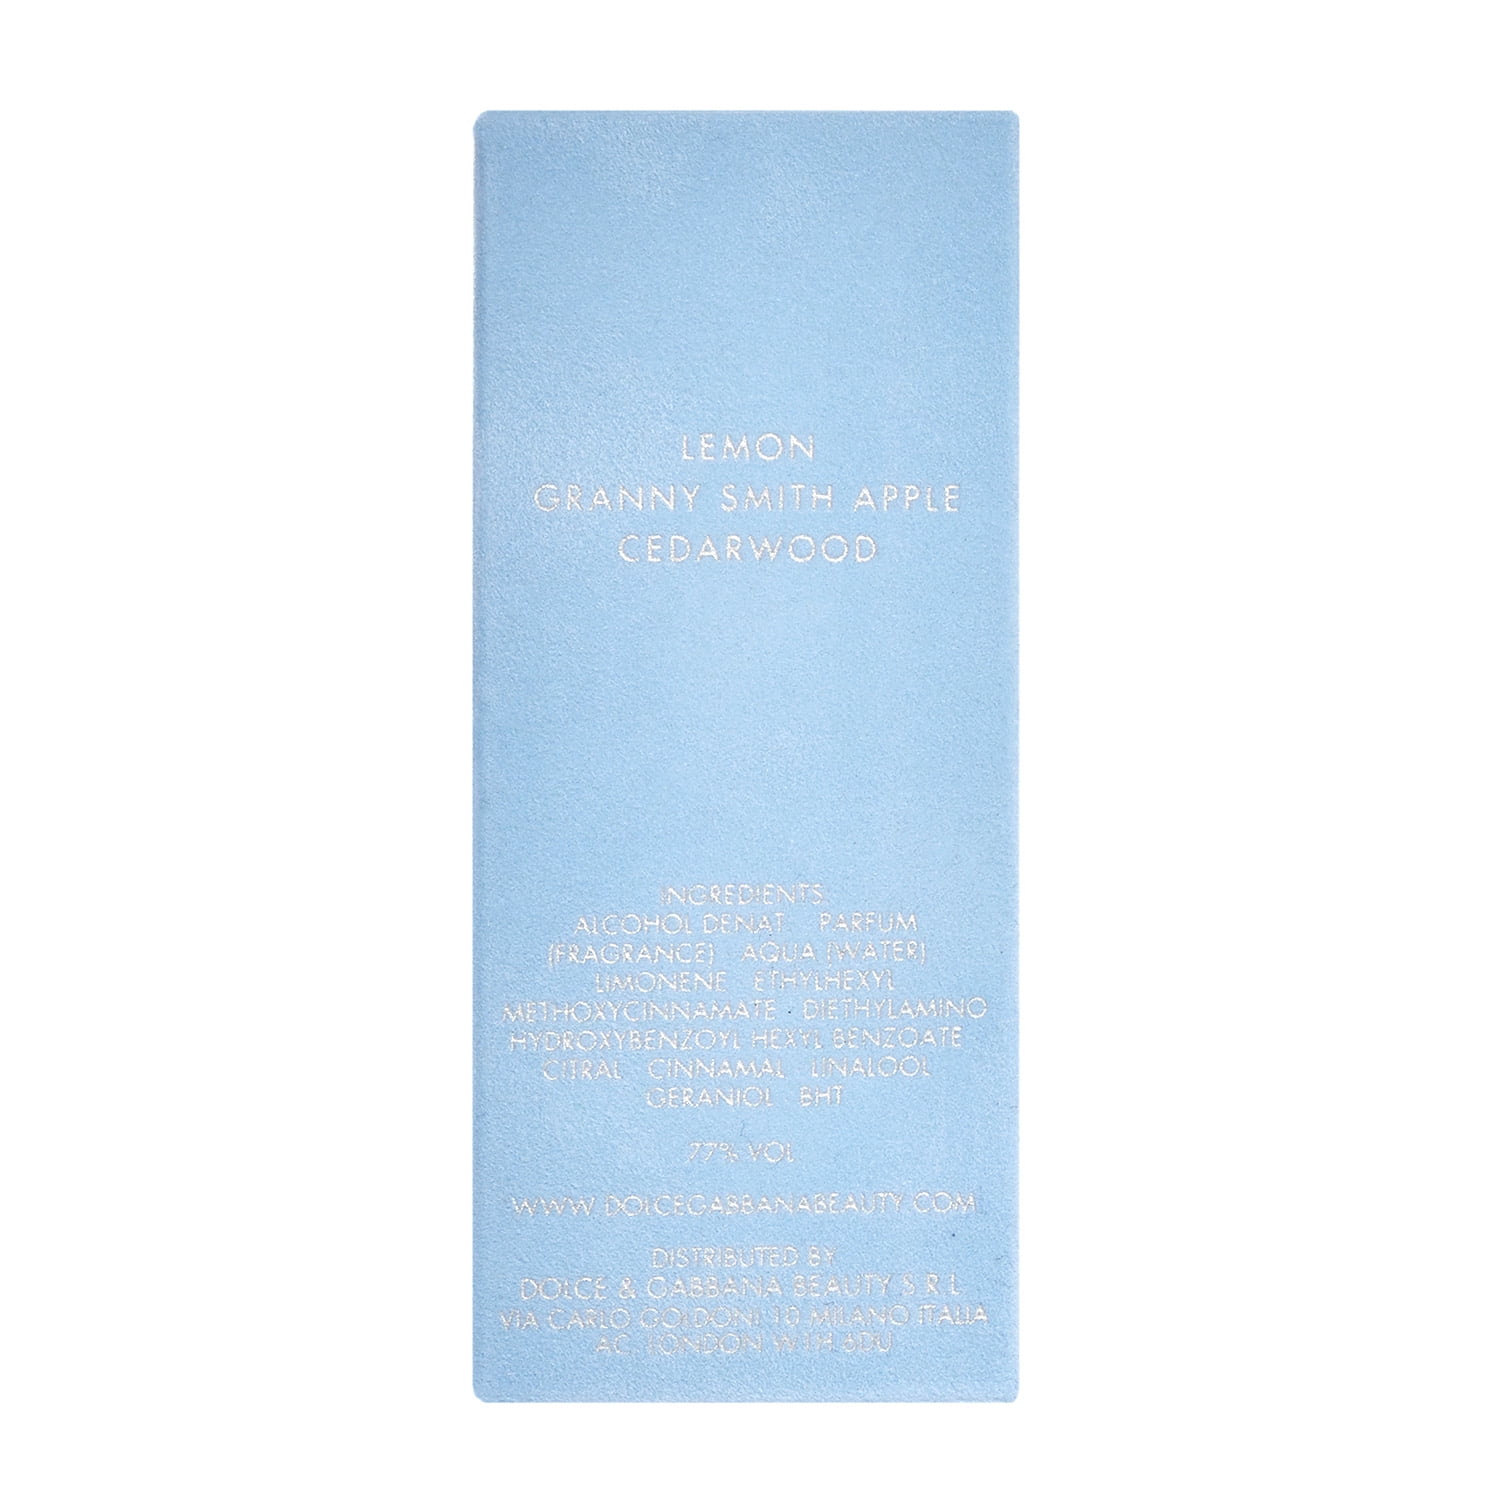 LEMON
GRANNY SMITH APPLE
CEDARWOOD
INGREDIENTS:
ALCOHOL DENAT. PARFUM
(FRAGRANCE) AQUA (WATER)
LIMONENE ETHYLHEXYL
METHOXYCINNAMATE · DIETHYLAMINO
HYDROXYBENZOYL HEXYL BENZOATE
CITRAL CINNAMAL LINALOOL
GERANIOL BHT
77% VOL
WWW.DOLCEGABBANABEAUTY.COM
DISTRIBUTED BY
DOLCE & GABBANA BEAUTY S.R.L
VIA CARLO GOLDONI 10 MILANO ITALIA
AC, LONDON W1H 6DU